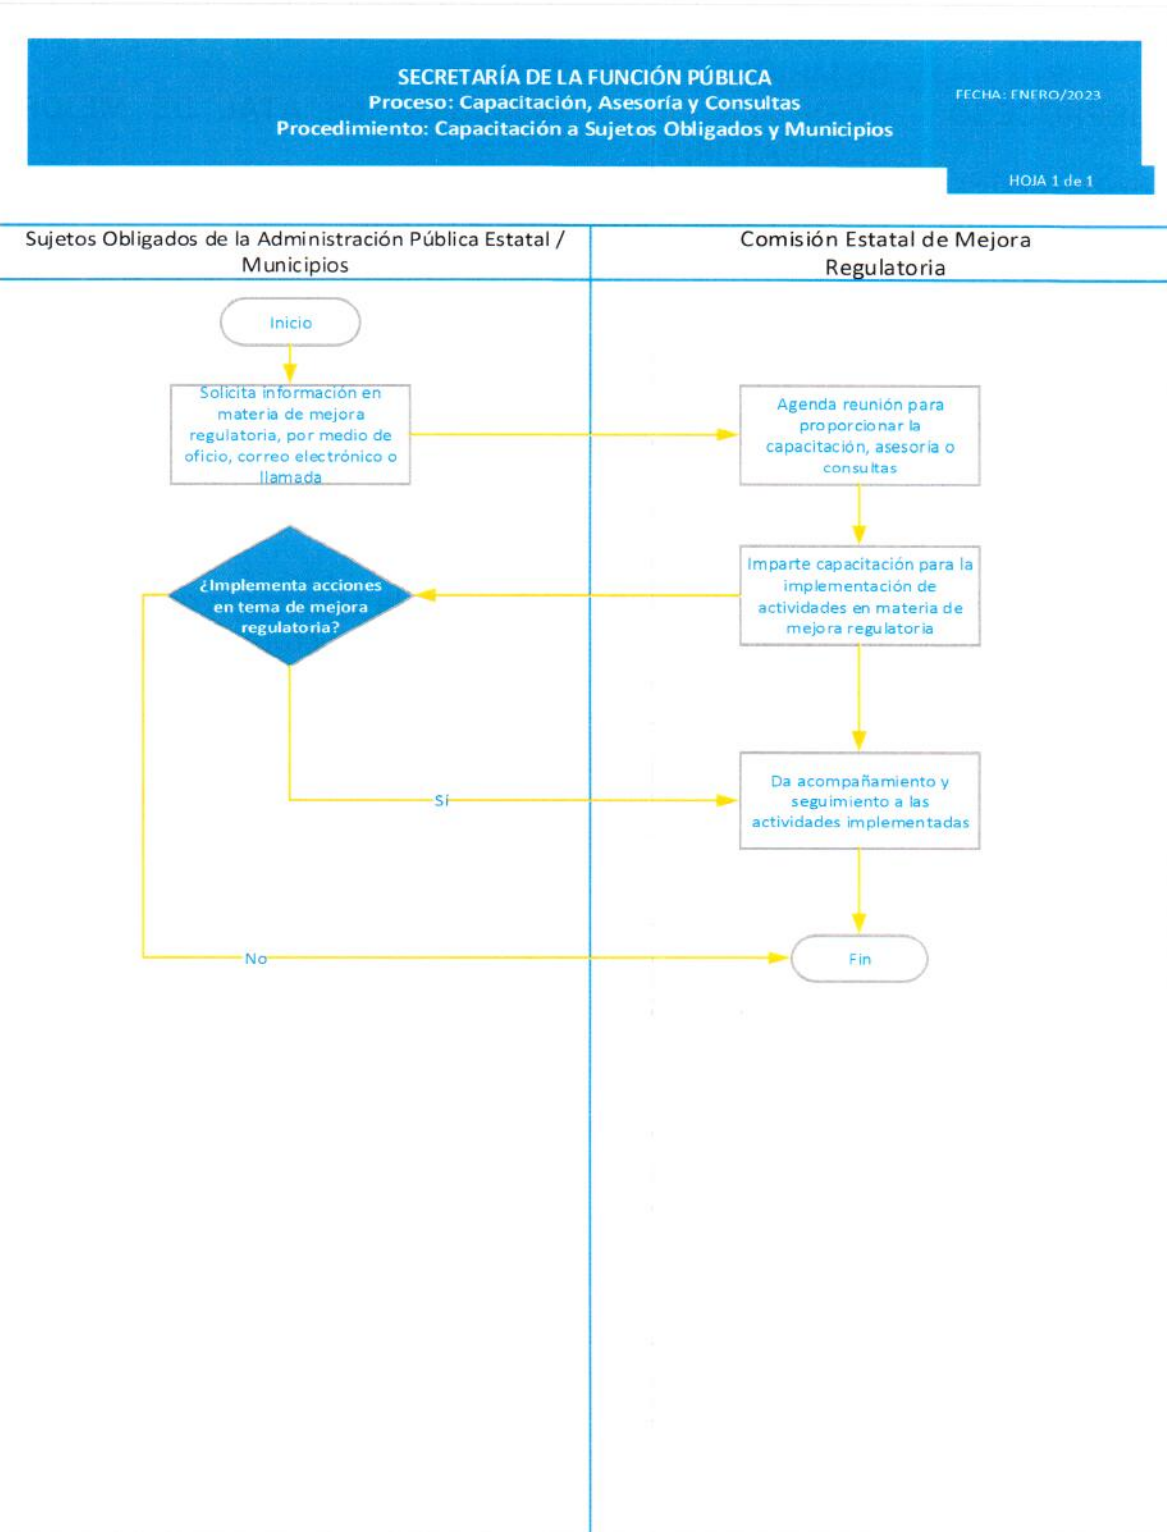 SECRETARÍA DE LA FUNCIÓN PÚBLICA
Proceso: Capacitación, Asesoría y Consultas
Procedimiento: Capacitación a Sujetos Obligados y Municipios
FECHA: ENERO/2023
HOJA 1 de 1
Sujetos Obligados de la Administración Pública Estatal /
Municipios
Comisión Estatal de Mejora
Regulatoria
Inicio
Solicita información en
materia de mejora
regulatoria, por medio de
oficio, correo electrónico o
llamada
Agenda reunión para
proporcionar la
capacitación, asesoría o
consultas
Imparte capacitación para la
implementación de
actividades en materia de
mejora regulatoria
¿Implementa acciones
en tema de mejora
regulatoria?
Sí
Da acompañamiento y
seguimiento a las
actividades implementadas
No
Fin